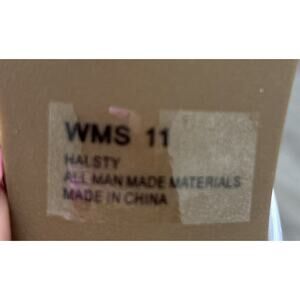 WMS 11
HALSTY
ALL MAN MADE MATERIALS
MADE IN CHINA